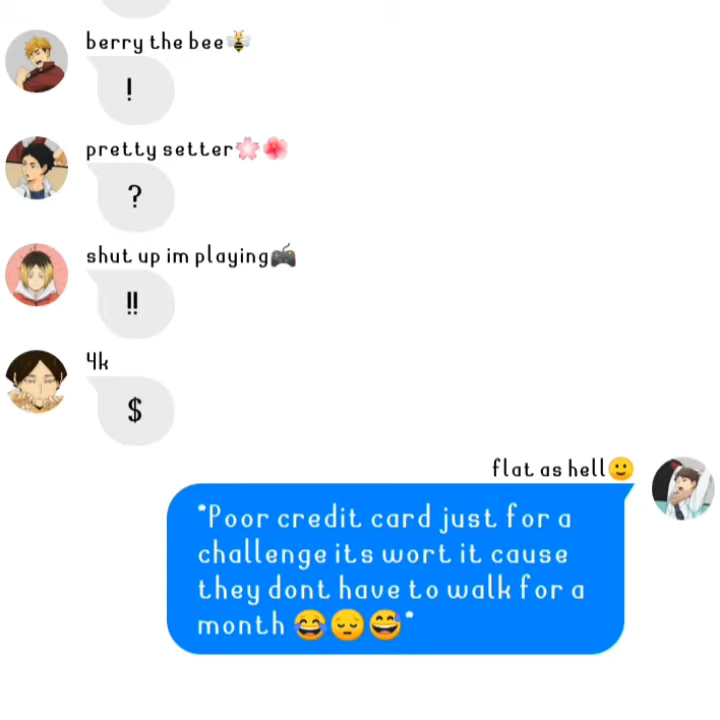 berry the bee🐝
!
pretty setter🌸🌺
?
shut up im playing🎮
!!
4k
$
flat as hell🙂
"Poor credit card just for a
challenge its wort it cause
they dont have to walk for a
month 😂😔😅"